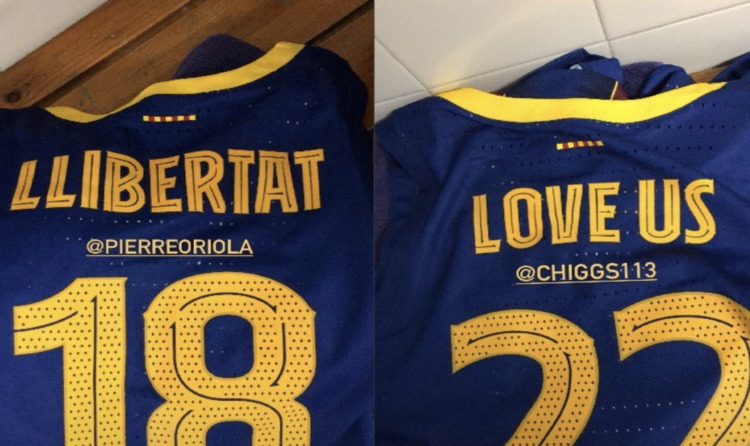 LLIBERTAT
@PIERREORIOLA
18
LOVE US
@CHIGGS113
22